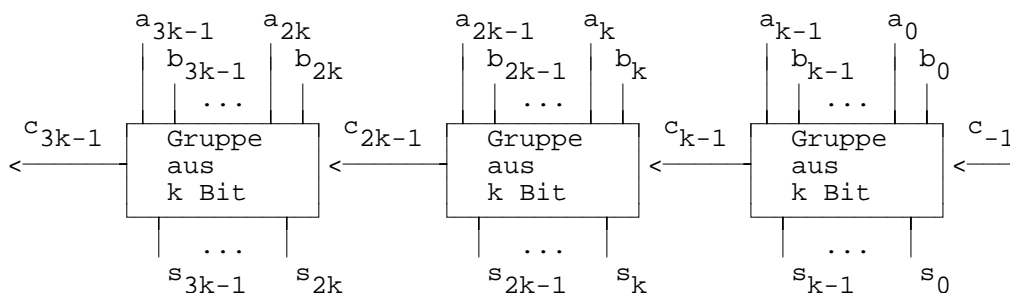 a3k-1 a2k a2k-1 ak ak-1 a0
b3k-1 b2k b2k-1 bk bk-1 b0
... ... ...
c3k-1 Gruppe c2k-1 Gruppe ck-1 Gruppe c-1
< aus < aus < aus <
k Bit k Bit k Bit
... ... ...
s3k-1 s2k s2k-1 sk sk-1 s0